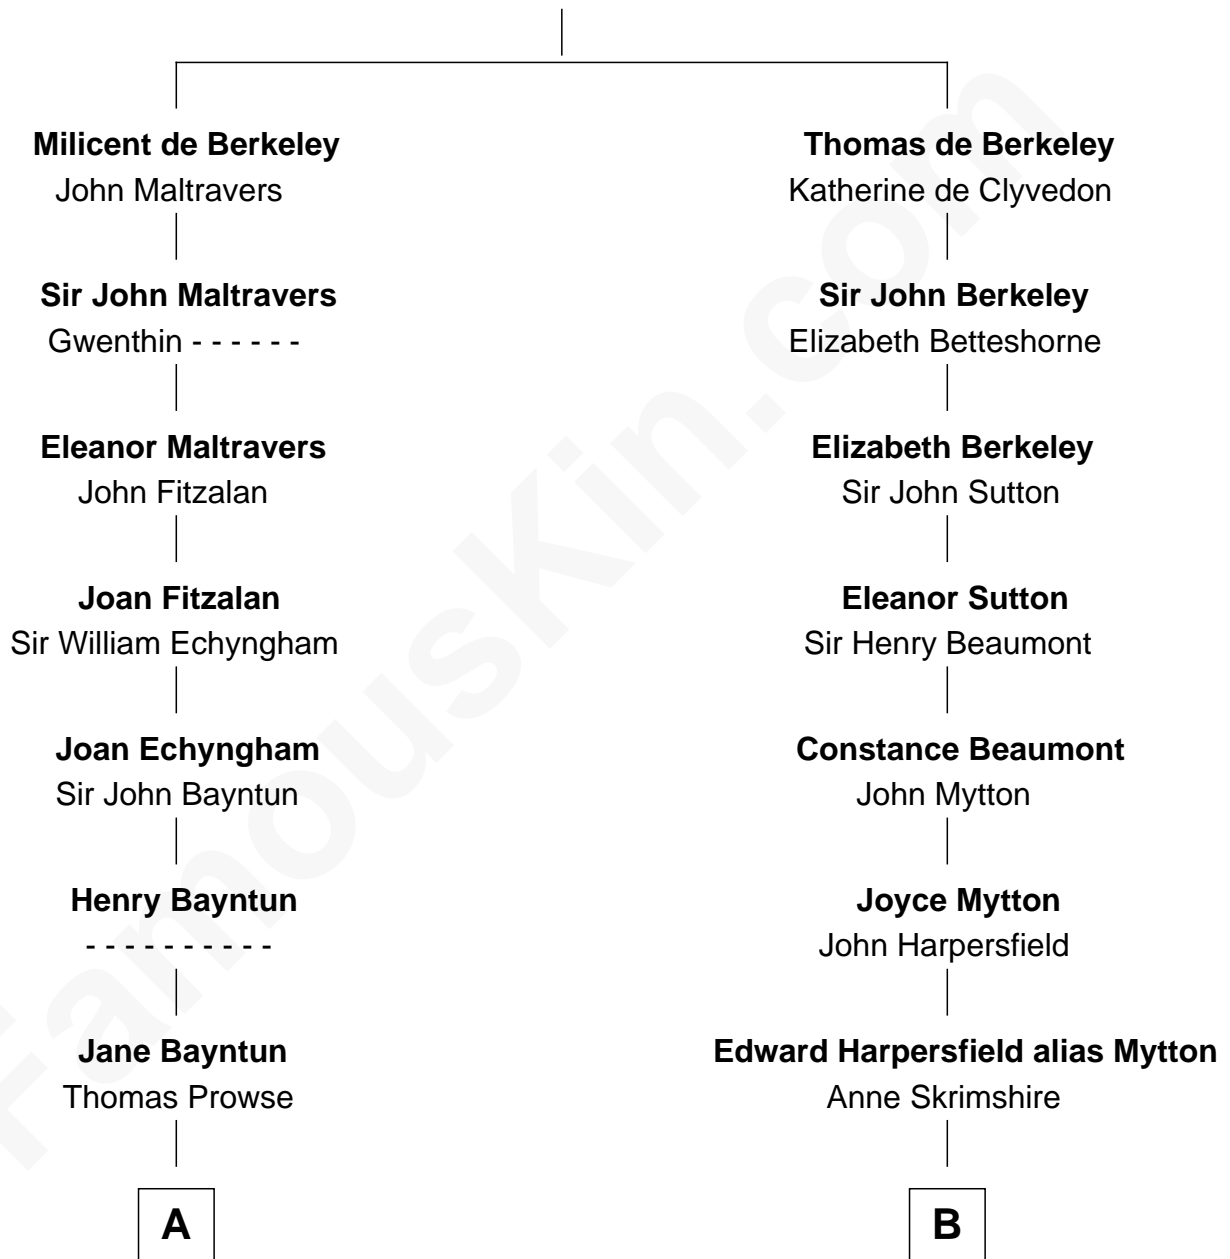 Milicent de Berkeley
John Maltravers
Sir John Maltravers
Gwenthin - - - - - -
Eleanor Maltravers
John Fitzalan
Joan Fitzalan
Sir William Echyngham
Joan Echyngham
Sir John Bayntun
Henry Bayntun
- - - - - - - - - -
Jane Bayntun
Thomas Prowse
A
Thomas de Berkeley
Katherine de Clyvedon
Sir John Berkeley
Elizabeth Betteshorne
Elizabeth Berkeley
Sir John Sutton
Eleanor Sutton
Sir Henry Beaumont
Constance Beaumont
John Mytton
Joyce Mytton
John Harpersfield
Edward Harpersfield alias Mytton
Anne Skrimshire
B
FamousKin.com